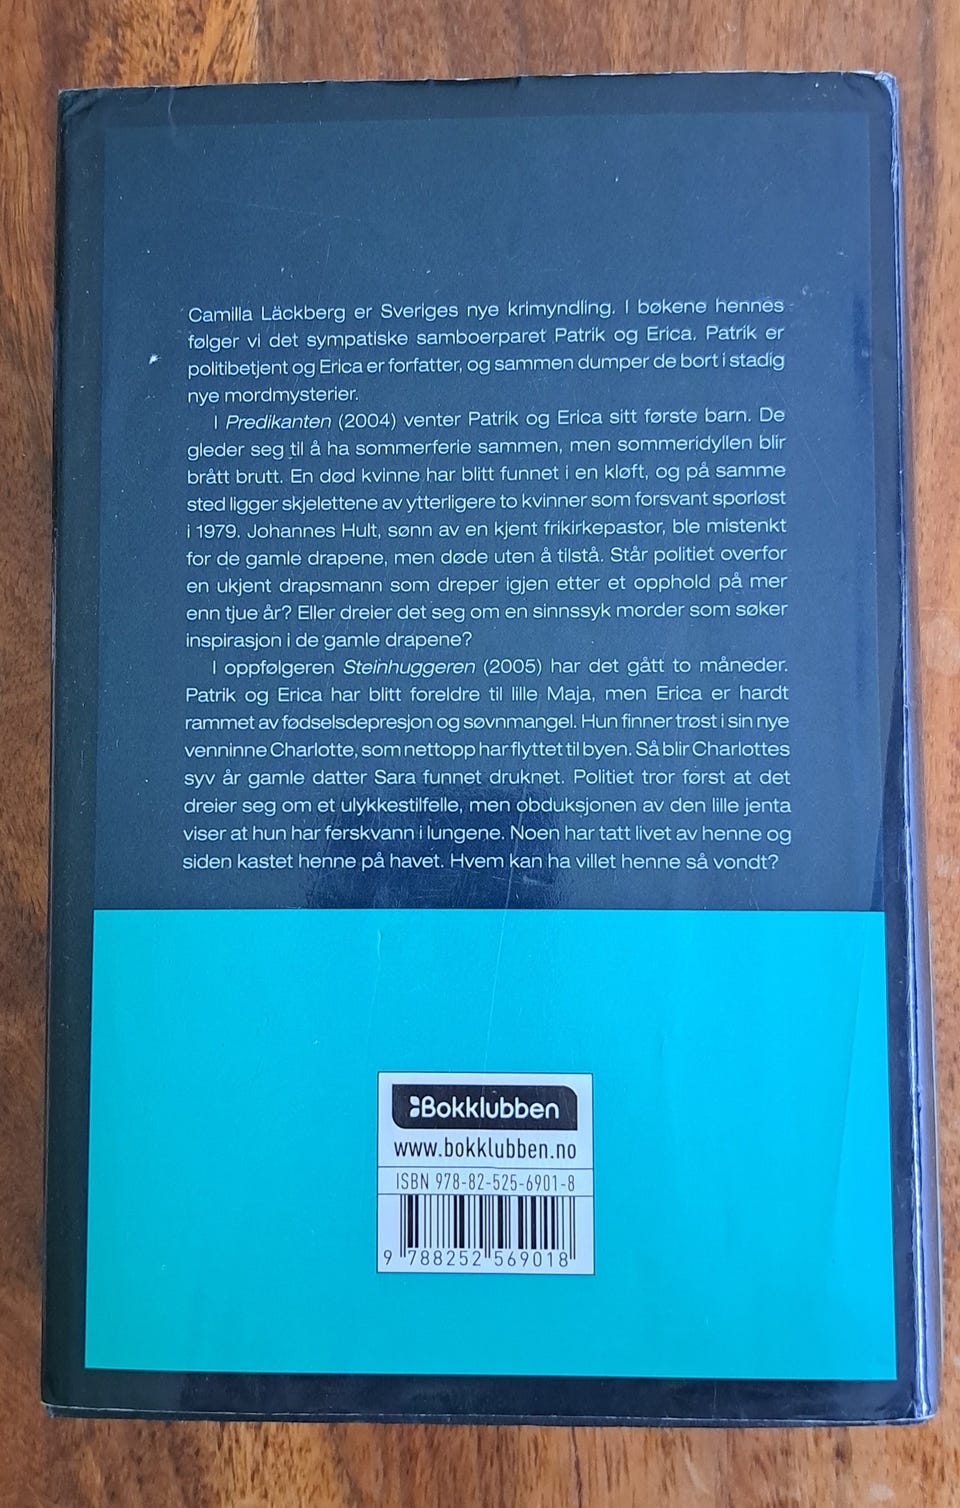 Camilla Läckberg er Sveriges nye krimyndling. I bøkene hennes
følger vi det sympatiske samboerparet Patrik og Erica. Patrik er
politibetjent og Erica er forfatter, og sammen dumper de bort i stadig
nye mordmysterier.
I Predikanten (2004) venter Patrik og Erica sitt første barn. De
gleder seg til å ha sommerferie sammen, men sommeridyllen blir
brått brutt. En død kvinne har blitt funnet i en kløft, og på samme
sted ligger skjelettene av ytterligere to kvinner som forsvant sporløst
i 1979. Johannes Hult, sønn av en kjent frikirkepastor, ble mistenkt
for de gamle drapene, men døde uten å tilstå. Står politiet overfor
en ukjent drapsmann som dreper igjen etter et opphold på mer
enn tjue år? Eller dreier det seg om en sinnssyk morder som søker
inspirasjon i de gamle drapene?
I oppfølgeren Steinhuggeren (2005) har det gått to måneder.
Patrik og Erica har blitt foreldre til lille Maja, men Erica er hardt
rammet av fødselsdepresjon og søvnmangel. Hun finner trøst i sin nye
venninne Charlotte, som nettopp har flyttet til byen. Så blir Charlottes
syv år gamle datter Sara funnet druknet. Politiet tror først at det
dreier seg om et ulykkestilfelle, men obduksjonen av den lille jenta
viser at hun har ferskvann i lungene. Noen har tatt livet av henne og
siden kastet henne på havet. Hvem kan ha villet henne så vondt?
Bokklubben
www.bokklubben.no
ISBN 978-82-525-6901-8
9 788252 569018